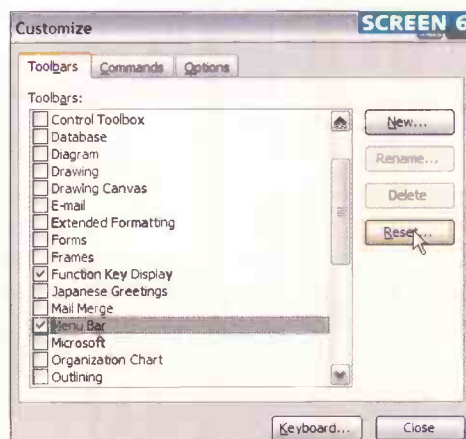 SCREEN 6
Customize
Toolbars Commands Options
Toolbars:
Control Toolbox
Database
Diagram
Drawing
Drawing Canvas
E-mail
Extended Formatting
Forms
Frames
Function Key Display
Japanese Greetings
Mail Merge
Menu Bar
Microsoft
Organization Chart
Outlining
New...
Rename...
Delete
Reset...
Keyboard... Close